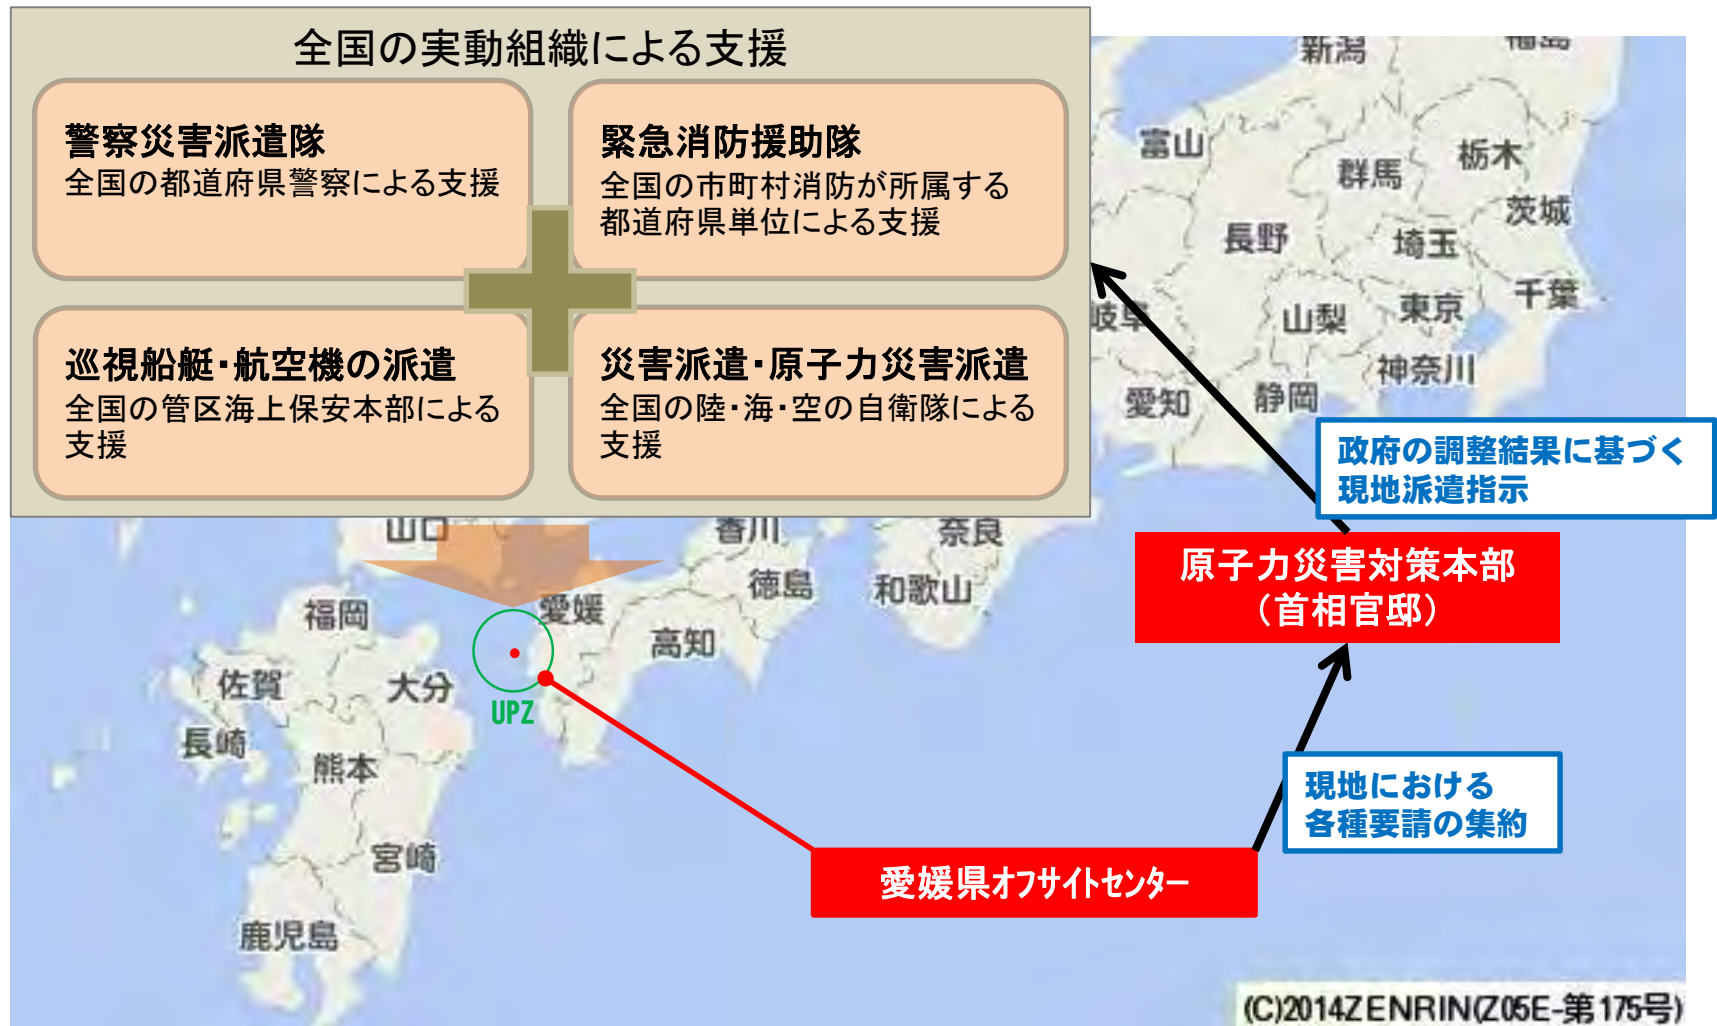 全国の実動組織による支援
警察災害派遣隊
全国の都道府県警察による支援
緊急消防援助隊
全国の市町村消防が所属する
都道府県単位による支援
巡視船艇・航空機の派遣
全国の管区海上保安本部による
支援
災害派遣・原子力災害派遣
全国の陸・海・空の自衛隊による
支援
新潟
福島
富山
群馬
栃木
茨城
長野
埼玉
千葉
岐阜
山梨
東京
神奈川
愛知
静岡
政府の調整結果に基づく
現地派遣指示
原子力災害対策本部
（首相官邸）
山口
香川
奈良
徳島
和歌山
愛媛
高知
福岡
佐賀
大分
長崎
熊本
宮崎
鹿児島
UPZ
現地における
各種要請の集約
愛媛県オフサイトセンター
(C)2014ZENRIN(Z05E-第175号)